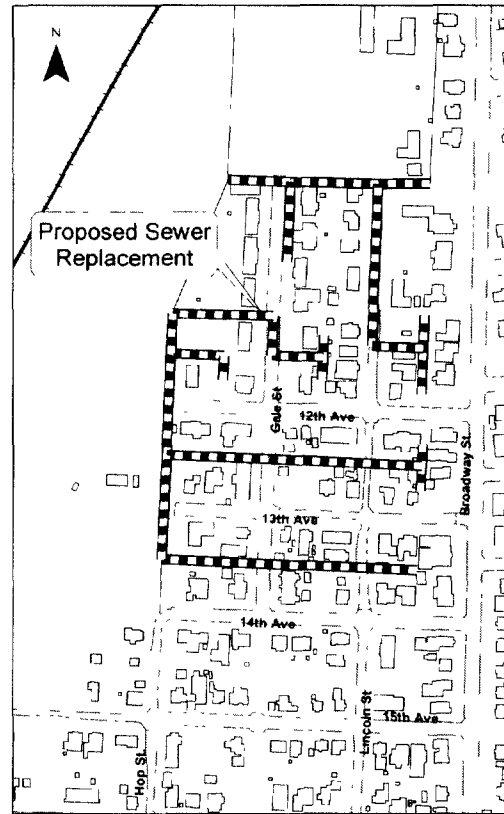 N
Proposed Sewer
Replacement
Gale St
12th Ave
Broadway St.
13th Ave
14th Ave
Lincoln St
15th Ave
Hop St.